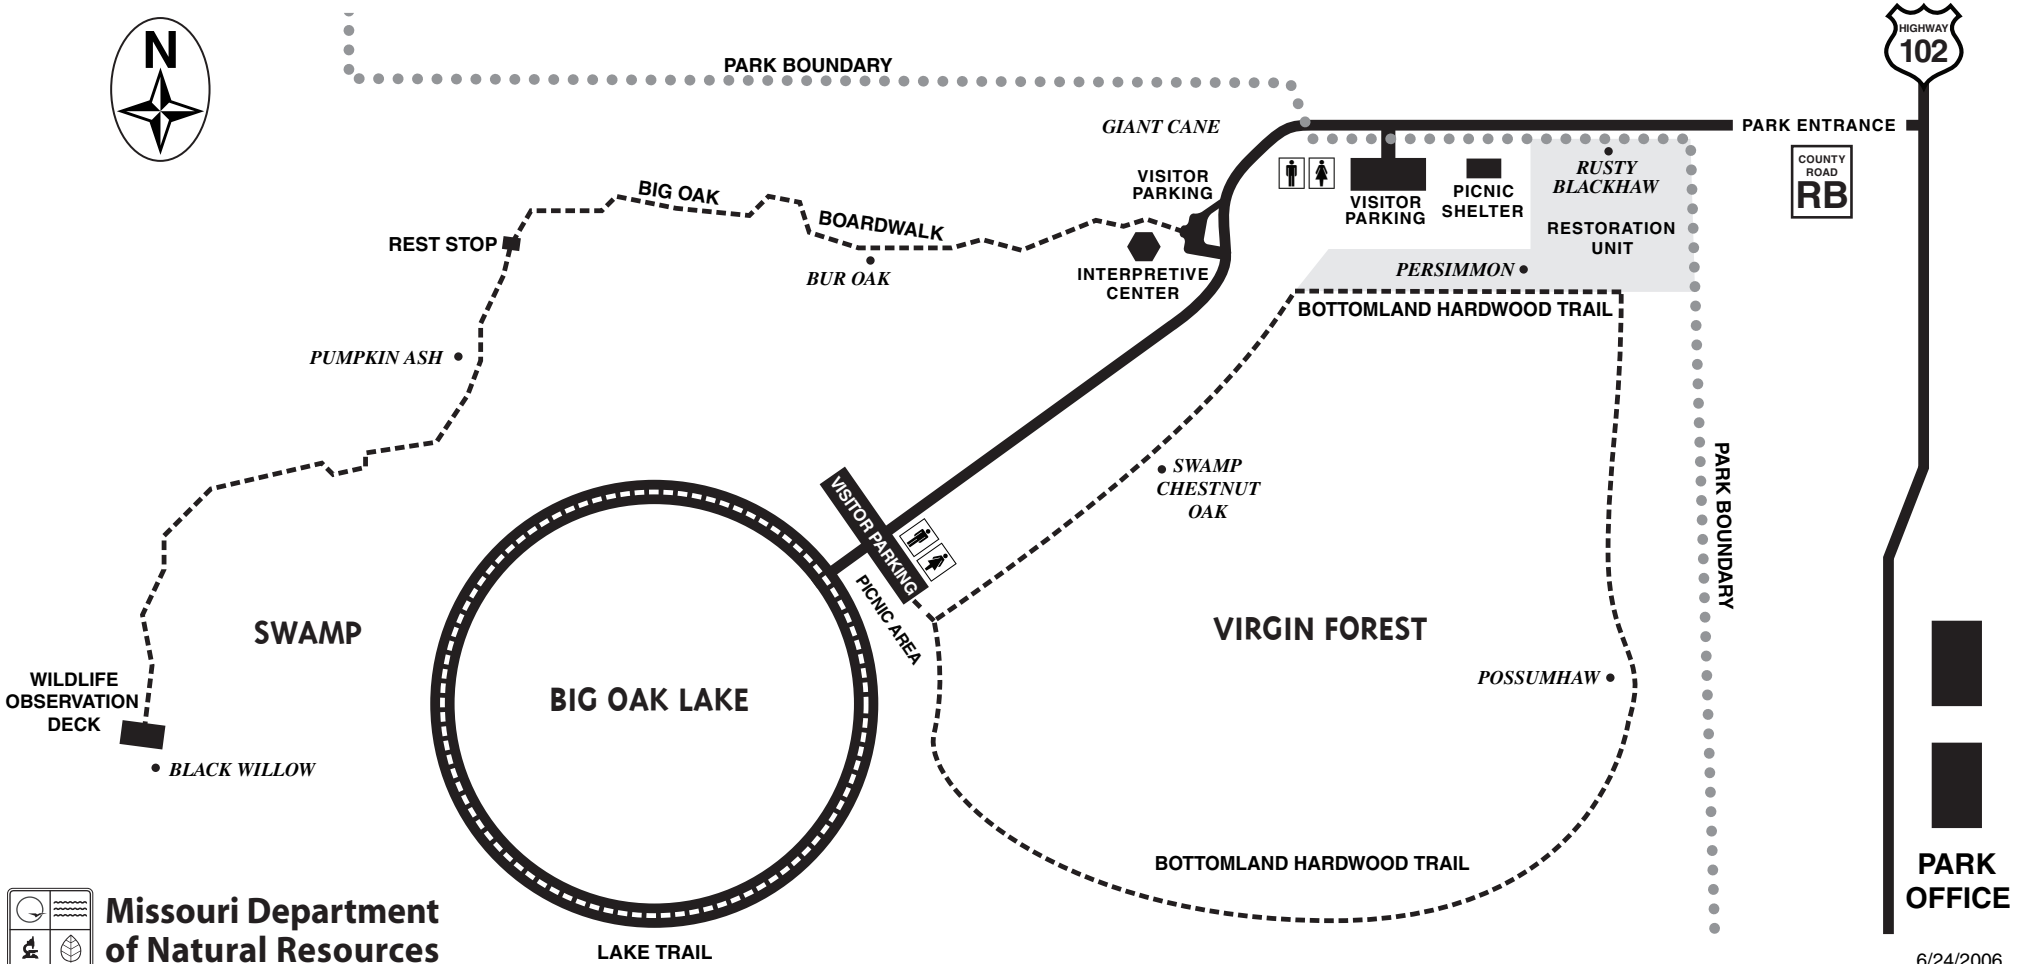 HIGHWAY
102
N
PARK BOUNDARY
GIANT CANE
PARK ENTRANCE
COUNTY
ROAD
RB
VISITOR
PARKING
VISITOR
PARKING
PICNIC
SHELTER
RUSTY
BLACKHAW
RESTORATION
UNIT
BIG OAK
BOARDWALK
REST STOP
BUR OAK
INTERPRETIVE
CENTER
PERSIMMON
BOTTOMLAND HARDWOOD TRAIL
PUMPKIN ASH
SWAMP
CHESTNUT
OAK
PARK BOUNDARY
VISITOR PARKING
PICNIC AREA
SWAMP
VIRGIN FOREST
POSSUMHAW
WILDLIFE
OBSERVATION
DECK
BIG OAK LAKE
BLACK WILLOW
BOTTOMLAND HARDWOOD TRAIL
PARK
OFFICE
Missouri Department
of Natural Resources
LAKE TRAIL
6/24/2006